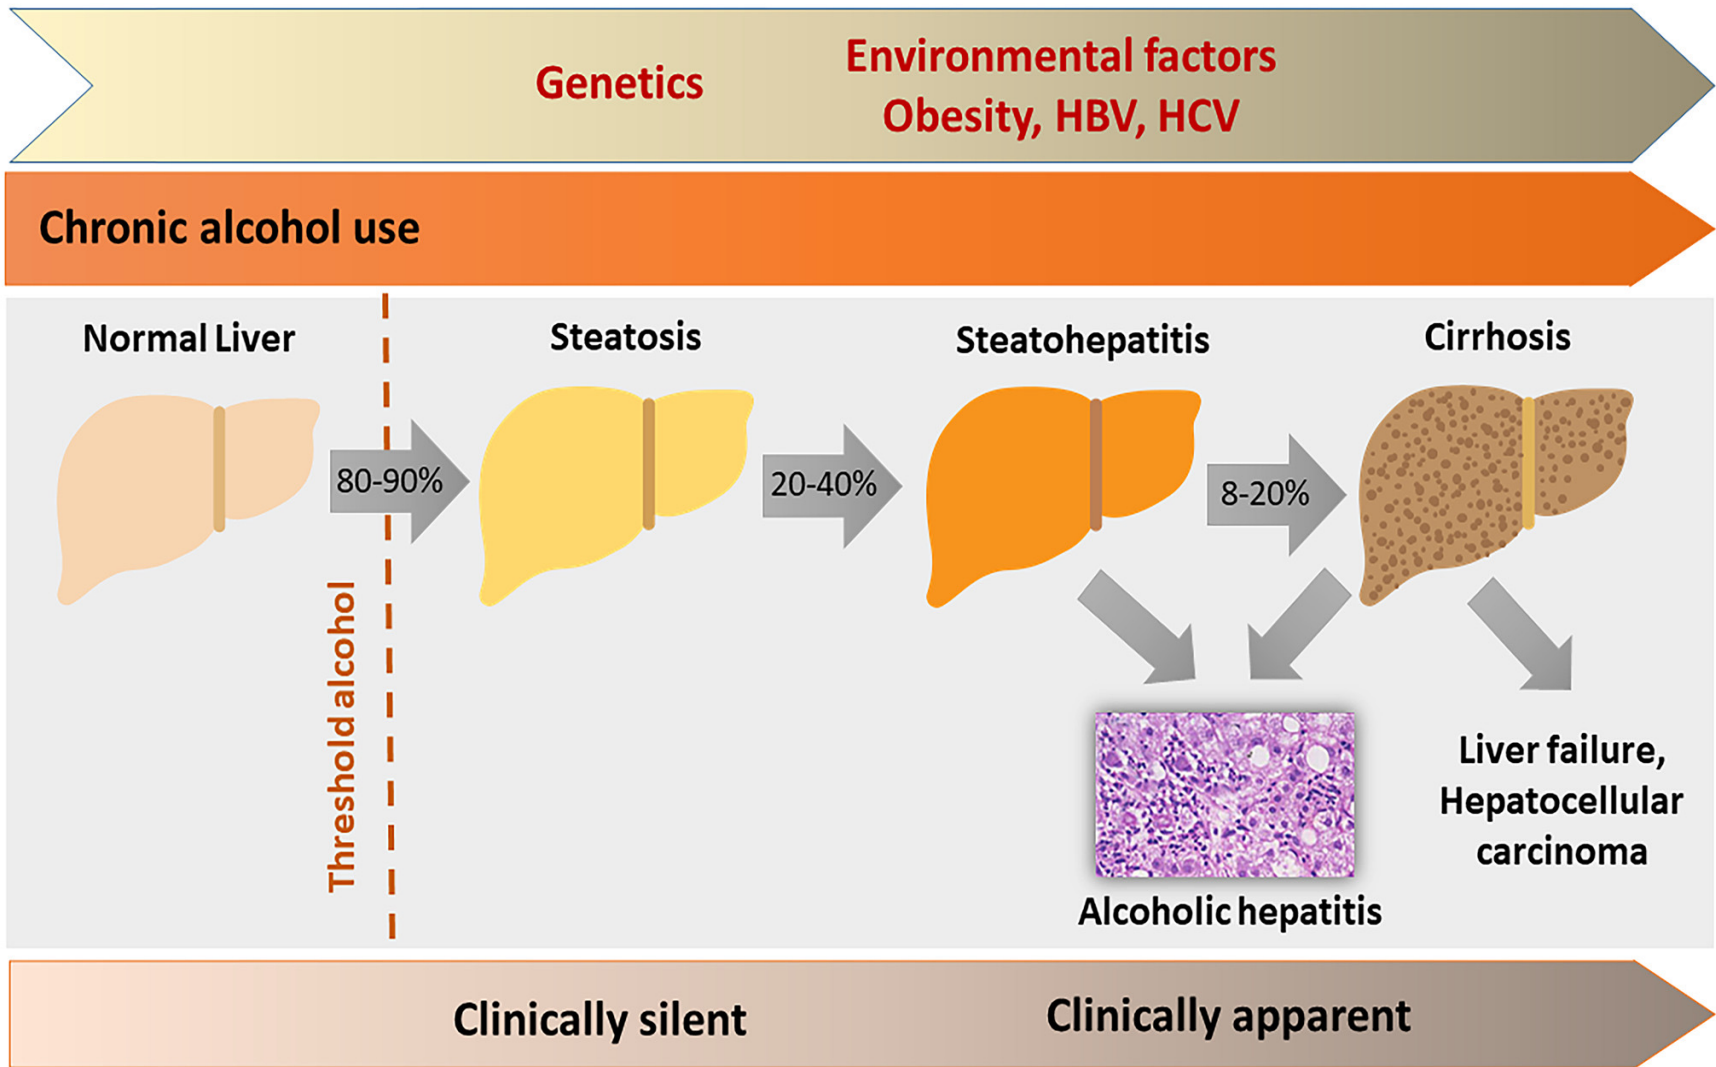 Genetics
Environmental factors
Obesity, HBV, HCV
Chronic alcohol use
Normal Liver
Steatosis
Steatohepatitis
Cirrhosis
80-90%
20-40%
8-20%
Threshold alcohol
Liver failure,
Hepatocellular
carcinoma
Alcoholic hepatitis
Clinically silent
Clinically apparent